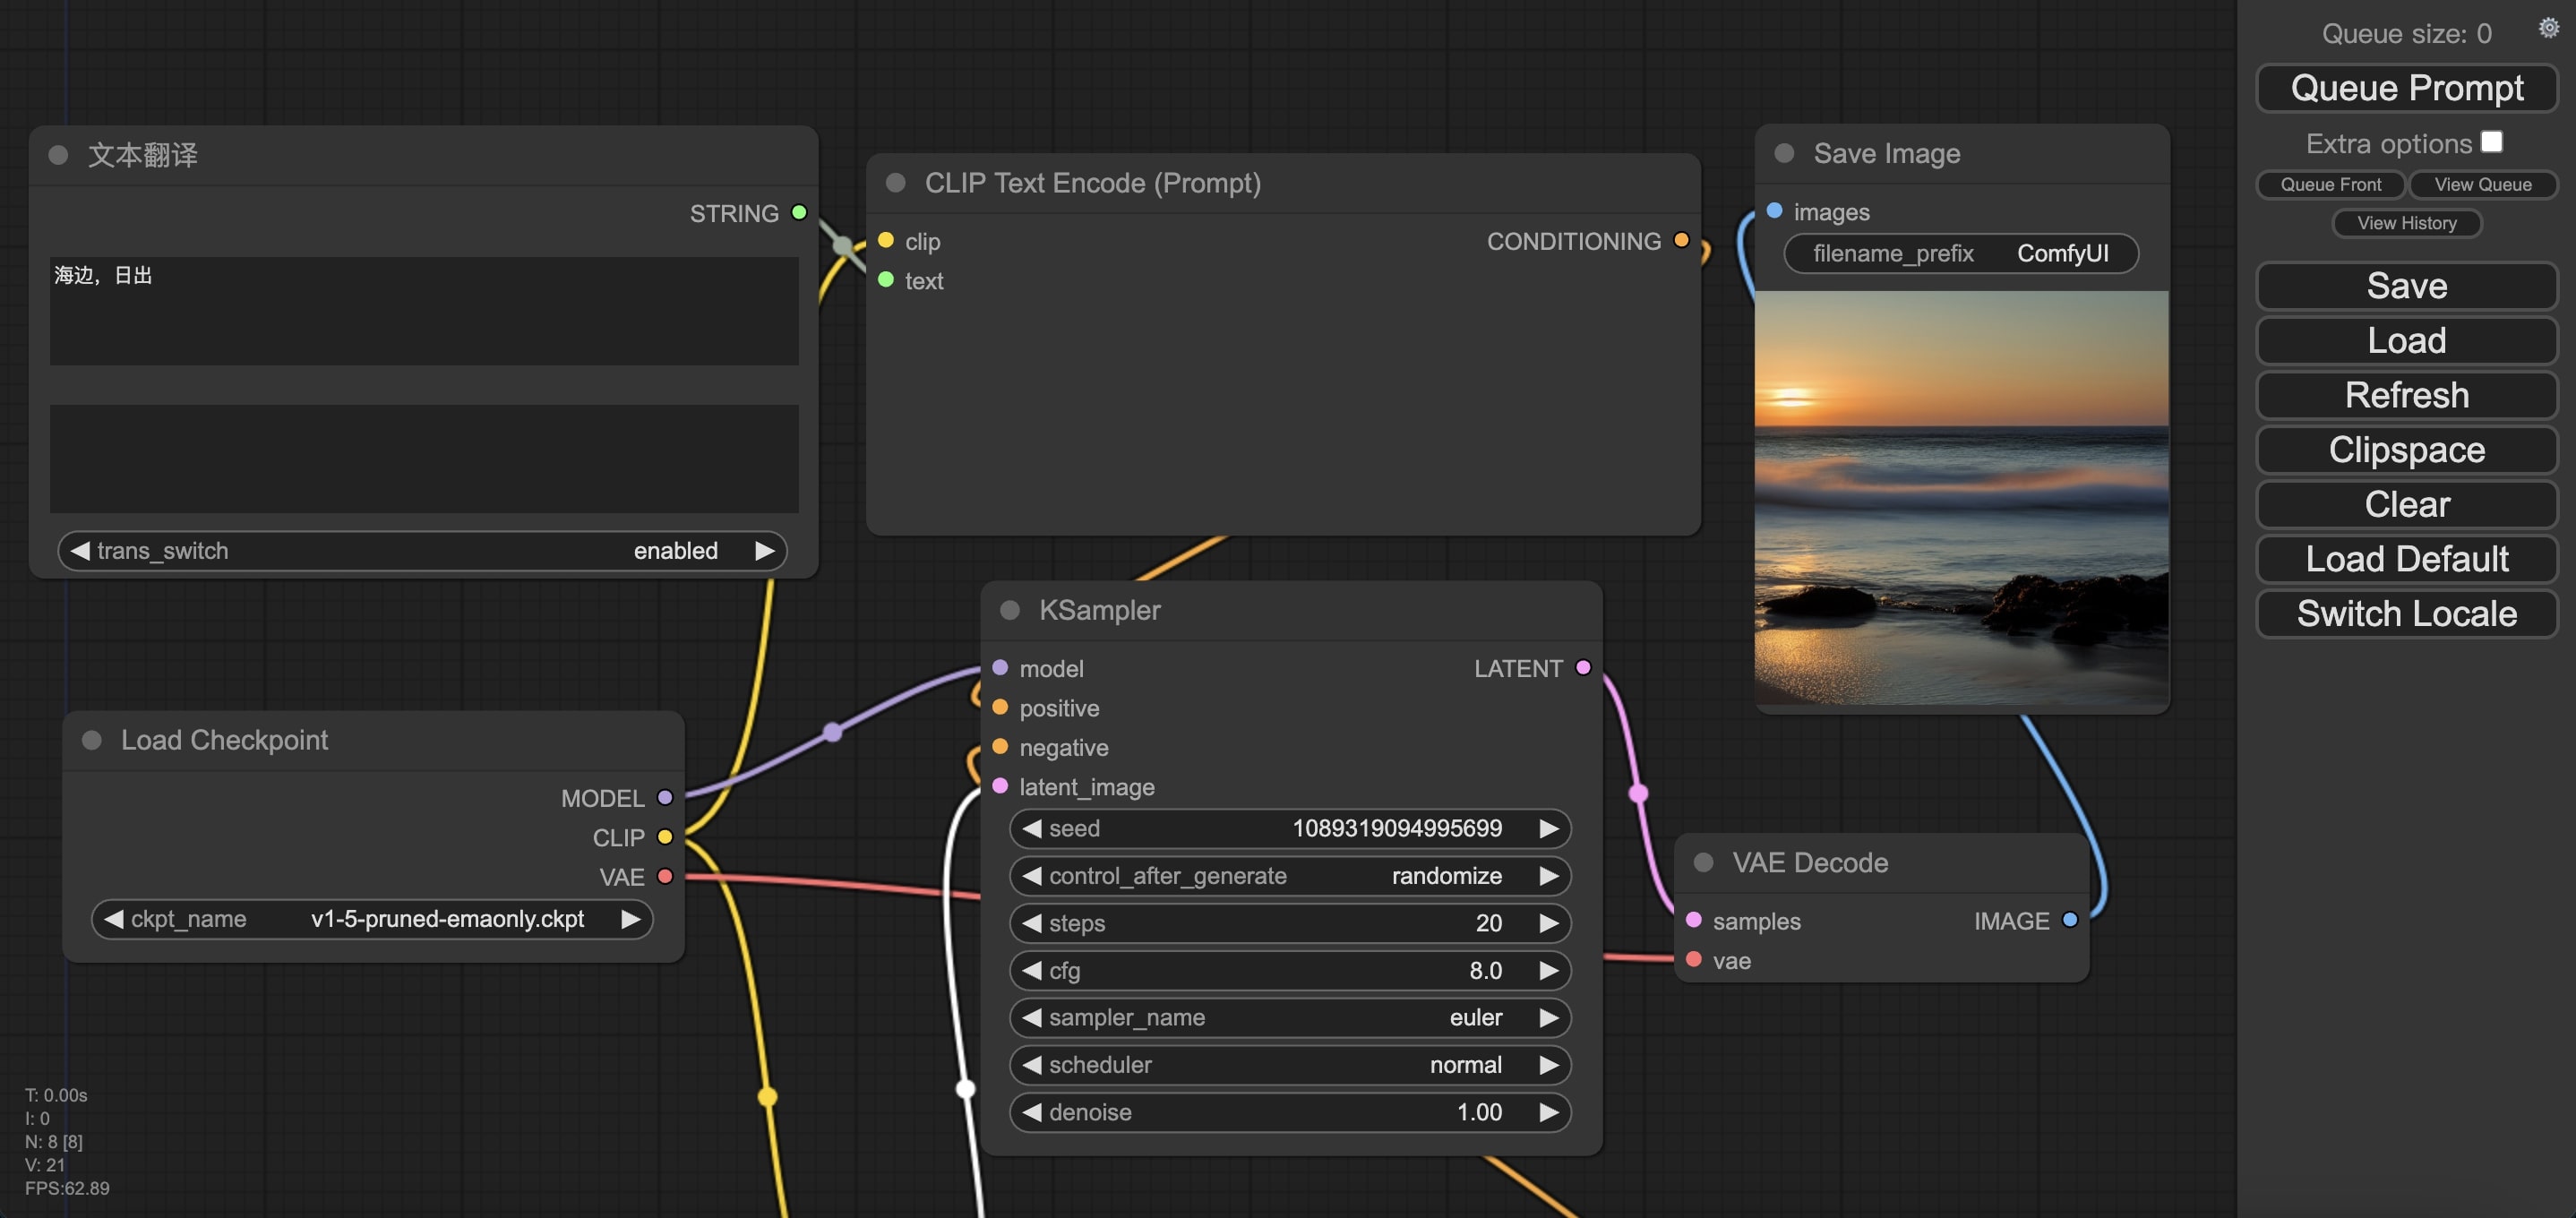 文本翻译
STRING
海边，日出
trans_switch enabled
CLIP Text Encode (Prompt)
clip CONDITIONING
text
Save Image
images
filename_prefix ComfyUI
Load Checkpoint
MODEL
CLIP
VAE
ckpt_name v1-5-pruned-emaonly.ckpt
KSampler
model LATENT
positive
negative
latent_image
seed 1089319094995699
control_after_generate randomize
steps 20
cfg 8.0
sampler_name euler
scheduler normal
denoise 1.00
VAE Decode
samples IMAGE
vae
T: 0.00s
I: 0
N: 8 [8]
V: 21
FPS:62.89
Queue size: 0
Queue Prompt
Extra options
Queue Front View Queue
View History
Save
Load
Refresh
Clipspace
Clear
Load Default
Switch Locale